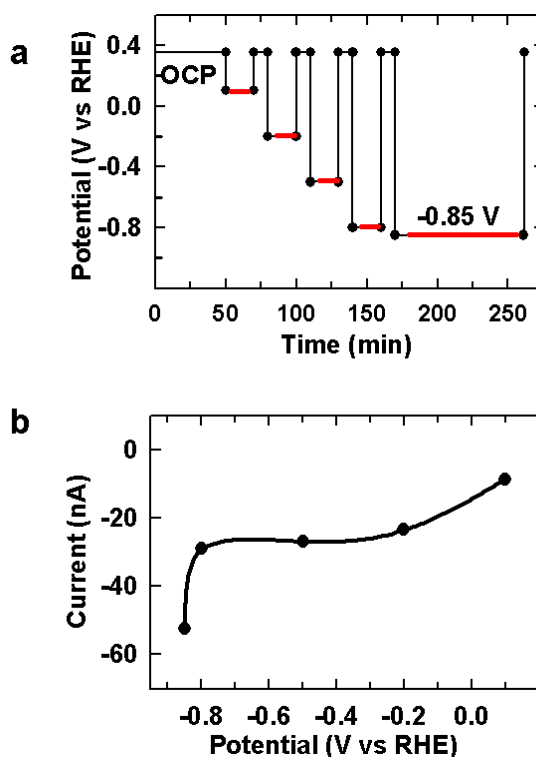 a
Potential (V vs RHE)
0.4
0.0
-0.4
-0.8
OCP
-0.85 V
0 50 100 150 200 250
Time (min)
b
Current (nA)
0
-20
-40
-60
-0.8 -0.6 -0.4 -0.2 0.0
Potential (V vs RHE)